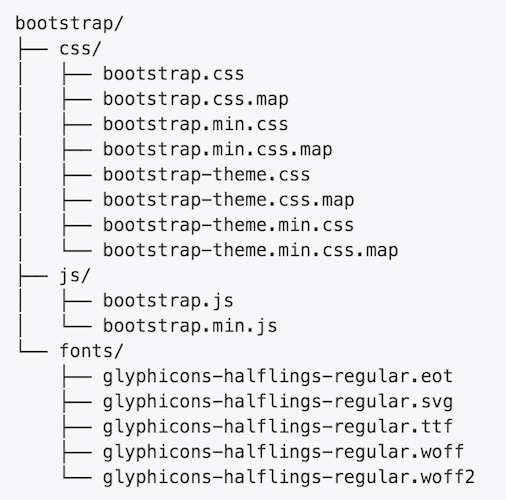 bootstrap/
├── css/
│   ├── bootstrap.css
│   ├── bootstrap.css.map
│   ├── bootstrap.min.css
│   ├── bootstrap.min.css.map
│   ├── bootstrap-theme.css
│   ├── bootstrap-theme.css.map
│   ├── bootstrap-theme.min.css
│   └── bootstrap-theme.min.css.map
├── js/
│   ├── bootstrap.js
│   └── bootstrap.min.js
└── fonts/
    ├── glyphicons-halflings-regular.eot
    ├── glyphicons-halflings-regular.svg
    ├── glyphicons-halflings-regular.ttf
    ├── glyphicons-halflings-regular.woff
    └── glyphicons-halflings-regular.woff2